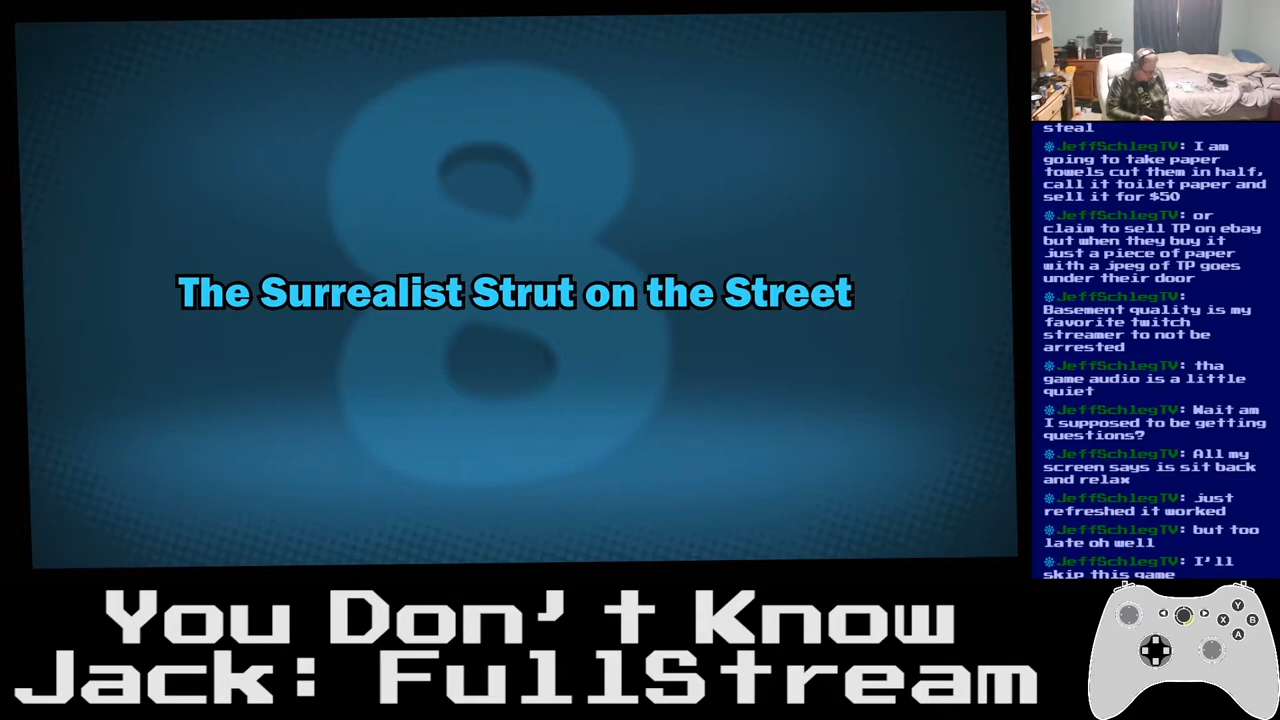 The Surrealist Strut on the Street
steal
JeffSchlegTV: I am
going to take paper
towels cut them in half,
call it toilet paper and
sell it for $50
JeffSchlegTV: or
claim to sell TP on ebay
but when they buy it
just a piece of paper
with a jpeg of TP goes
under their door
JeffSchlegTV:
Basement quality is my
favorite twitch
streamer to not be
arrested
JeffSchlegTV: tha
game audio is a little
quiet
JeffSchlegTV: Wait am
I supposed to be getting
questions?
JeffSchlegTV: All my
screen says is sit back
and relax
JeffSchlegTV: just
refreshed it worked
JeffSchlegTV: but too
late oh well
JeffSchlegTV: I'll
skip this game
You Don't Know
Jack: FullStream
8
Y
X
B
A